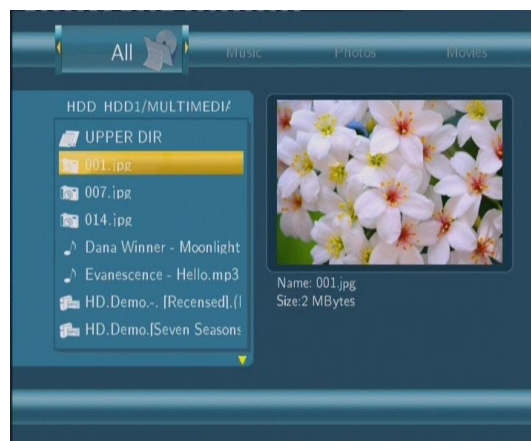 All
Music
Photos
Movies
HDD HDD1/MULTIMEDIA
UPPER DIR
001.jpg
007.jpg
014.jpg
Dana Winner - Moonlight
Evanescence - Hello.mp3
HD.Demo.-. [Recensed].(
HD.Demo.[Seven Seasons
Name: 001.jpg
Size:2 MBytes